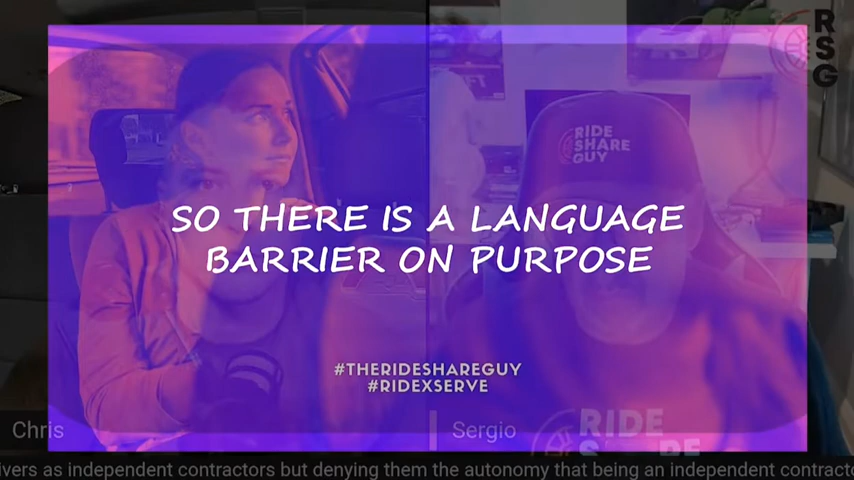 R
S
G
RIDE
SHARE
GUY
SO THERE IS A LANGUAGE
BARRIER ON PURPOSE
#THERIDESHAREGUY
#RIDEXSERVE
Chris
Sergio
RIDE
ivers as independent contractors but denying them the autonomy that being an independent contracto